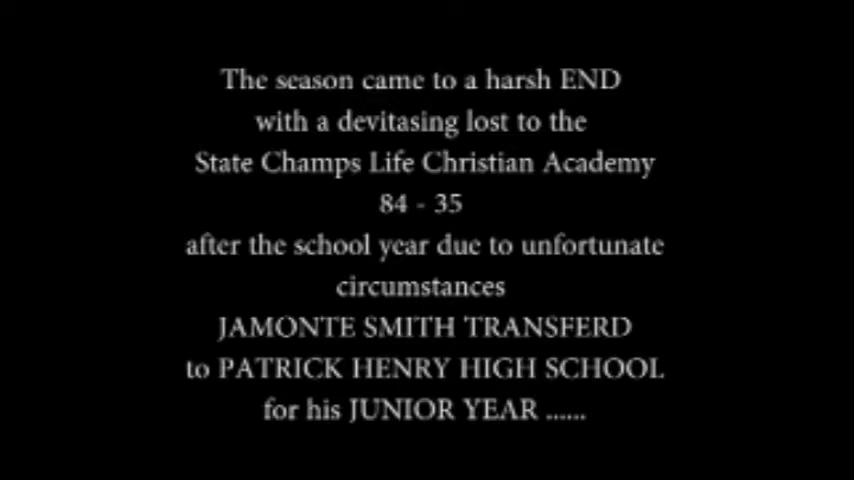 The season came to a harsh END
with a devitasing lost to the
State Champs Life Christian Academy
84 - 35
after the school year due to unfortunate
circumstances
JAMONTE SMITH TRANSFERD
to PATRICK HENRY HIGH SCHOOL
for his JUNIOR YEAR ......